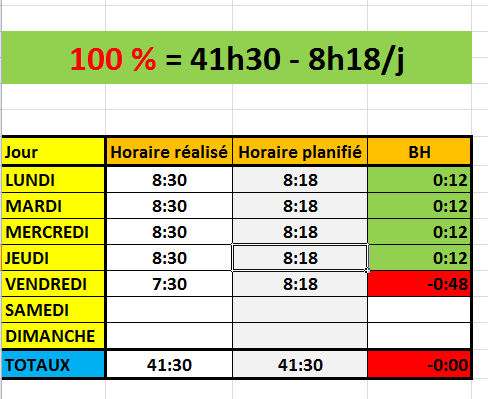 100 % = 41h30 - 8h18/j
Jour Horaire réalisé Horaire planifié BH
LUNDI 8:30 8:18 0:12
MARDI 8:30 8:18 0:12
MERCREDI 8:30 8:18 0:12
JEUDI 8:30 8:18 0:12
VENDREDI 7:30 8:18 -0:48
SAMEDI
DIMANCHE
TOTAUX 41:30 41:30 -0:00